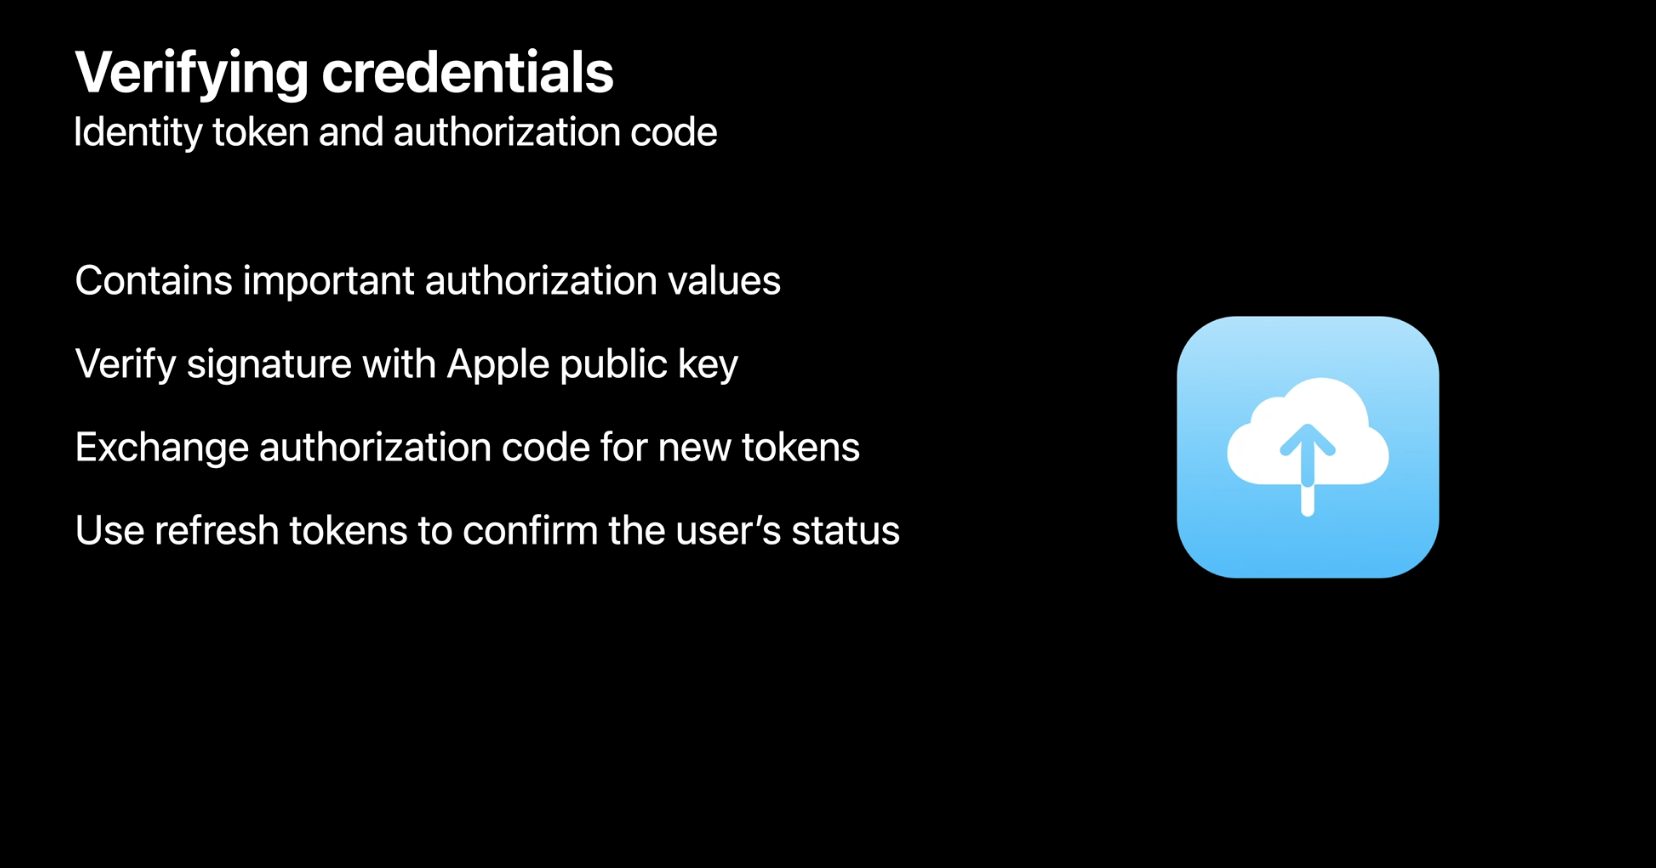 Verifying credentials
Identity token and authorization code
Contains important authorization values
Verify signature with Apple public key
Exchange authorization code for new tokens
Use refresh tokens to confirm the user’s status